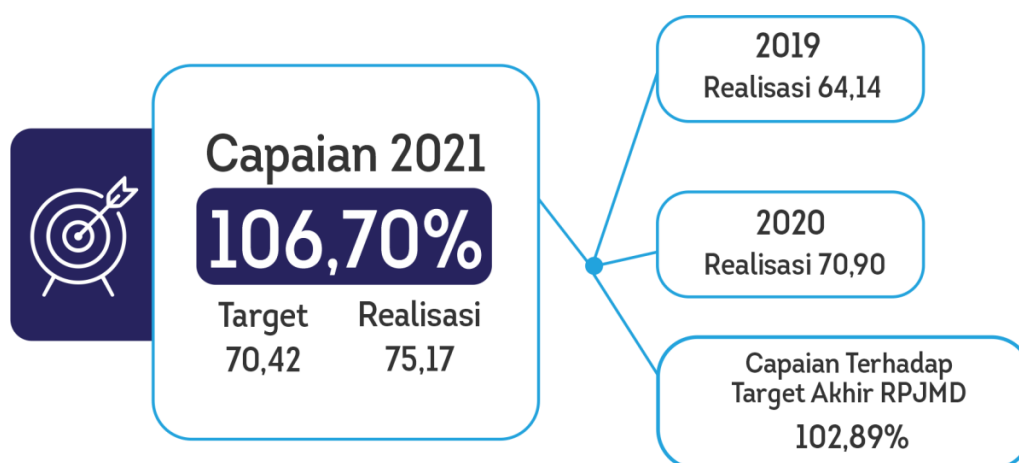 Capaian 2021
106,70%
Target
70,42
Realisasi
75,17
2019
Realisasi 64,14
2020
Realisasi 70,90
Capaian Terhadap
Target Akhir RPJMD
102,89%